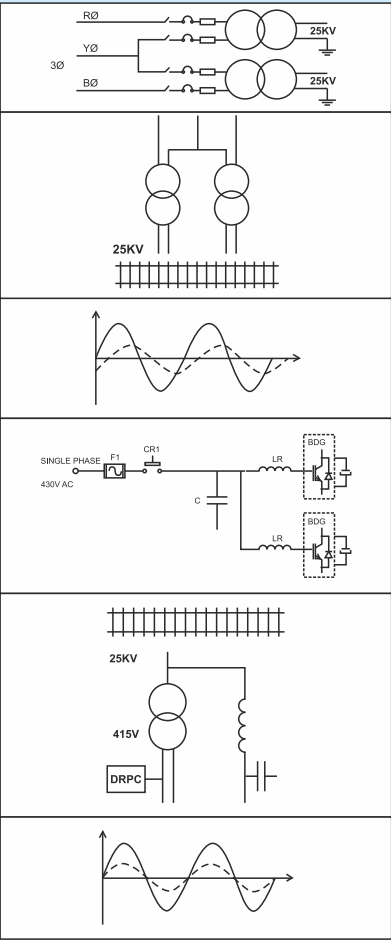 RØ
25KV
YØ
3Ø
25KV
BØ
25KV
BDG
CR1
LR
F1
SINGLE PHASE
430V AC
C
BDG
LR
25KV
415V
DRPC